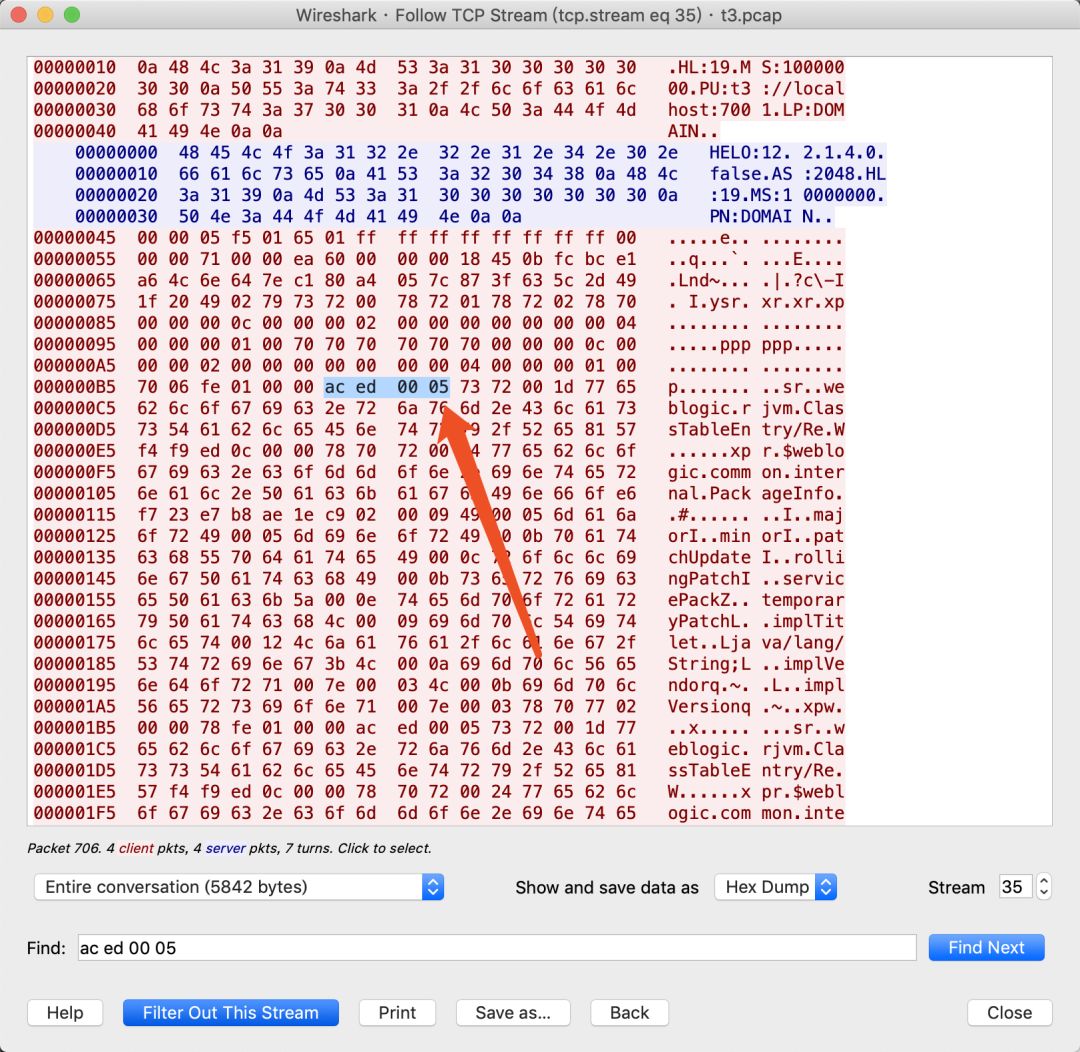 Wireshark · Follow TCP Stream (tcp.stream eq 35) · t3.pcap
00000010 0a 48 4c 3a 31 39 0a 4d 53 3a 31 30 30 30 30 30 .HL:19.M S:100000
00000020 30 30 0a 50 55 3a 74 33 3a 2f 2f 6c 6f 63 61 6c 00.PU:t3 ://local
00000030 68 6f 73 74 3a 37 30 30 31 0a 4c 50 3a 44 4f 4d host:700 1.LP:DOM
00000040 41 49 4e 0a 0a AIN..
00000000 48 45 4c 4f 3a 31 32 2e 32 2e 31 2e 34 2e 30 2e HELO:12. 2.1.4.0.
00000010 66 61 6c 73 65 0a 41 53 3a 32 30 34 38 0a 48 4c false.AS :2048.HL
00000020 3a 31 39 0a 4d 53 3a 31 30 30 30 30 30 30 30 0a :19.MS:1 0000000.
00000030 50 4e 3a 44 4f 4d 41 49 4e 0a 0a PN:DOMAI N..
00000045 00 00 05 f5 01 65 01 ff ff ff ff ff ff ff ff 00 .....e.. ........
00000055 00 00 71 00 00 ea 60 00 00 00 18 45 0b fc bc e1 ..q...`. ...E....
00000065 a6 4c 6e 64 7e c1 80 a4 05 7c 87 3f 63 5c 2d 49 .Lnd~... .|.?c\-I
00000075 1f 20 49 02 79 73 72 00 78 72 01 78 72 02 78 70 . I.ysr. xr.xr.xp
00000085 00 00 00 0c 00 00 00 02 00 00 00 00 00 00 00 04 ........ ........
00000095 00 00 00 01 00 70 70 70 70 70 70 00 00 00 0c 00 .....ppp ppp.....
000000A5 00 00 02 00 00 00 00 00 00 00 04 00 00 00 01 00 ........ ........
000000B5 70 06 fe 01 00 00 ac ed 00 05 73 72 00 1d 77 65 p....... ..sr..we
000000C5 62 6c 6f 67 69 63 2e 72 6a 76 6d 2e 43 6c 61 73 blogic.r jvm.Clas
000000D5 73 54 61 62 6c 65 45 6e 74 72 79 2f 52 65 81 57 sTableEn try/Re.W
000000E5 f4 f9 ed 0c 00 00 78 70 72 00 24 77 65 62 6c 6f ......xp r.$weblo
000000F5 67 69 63 2e 63 6f 6d 6d 6f 6e 2e 69 6e 74 65 72 gic.comm on.inter
00000105 6e 61 6c 2e 50 61 63 6b 61 67 65 49 6e 66 6f e6 nal.Pack ageInfo.
00000115 f7 23 e7 b8 ae 1e c9 02 00 09 49 00 05 6d 61 6a .#...... ..I..maj
00000125 6f 72 49 00 05 6d 69 6e 6f 72 49 00 0b 70 61 74 orI..min orI..pat
00000135 63 68 55 70 64 61 74 65 49 00 0c 72 6f 6c 6c 69 chUpdate I..rolli
00000145 6e 67 50 61 74 63 68 49 00 0b 73 65 72 76 69 63 ngPatchI ..servic
00000155 65 50 61 63 6b 5a 00 0e 74 65 6d 70 6f 72 61 72 ePackZ.. temporar
00000165 79 50 61 74 63 68 4c 00 09 69 6d 70 6c 54 69 74 yPatchL. .implTit
00000175 6c 65 74 00 12 4c 6a 61 76 61 2f 6c 61 6e 67 2f let..Lja va/lang/
00000185 53 74 72 69 6e 67 3b 4c 00 0a 69 6d 70 6c 56 65 String;L ..implVe
00000195 6e 64 6f 72 71 00 7e 00 03 4c 00 0b 69 6d 70 6c ndorq.~. .L..impl
000001A5 56 65 72 73 69 6f 6e 71 00 7e 00 03 78 70 77 02 Versionq .~..xpw.
000001B5 00 00 78 fe 01 00 00 ac ed 00 05 73 72 00 1d 77 ..x..... ...sr..w
000001C5 65 62 6c 6f 67 69 63 2e 72 6a 76 6d 2e 43 6c 61 eblogic. rjvm.Cla
000001D5 73 73 54 61 62 6c 65 45 6e 74 72 79 2f 52 65 81 ssTableE ntry/Re.
000001E5 57 f4 f9 ed 0c 00 00 78 70 72 00 24 77 65 62 6c W......x pr.$webl
000001F5 6f 67 69 63 2e 63 6f 6d 6d 6f 6e 2e 69 6e 74 65 ogic.com mon.inte
Packet 706. 4 client pkts, 4 server pkts, 7 turns. Click to select.
Entire conversation (5842 bytes) Show and save data as Hex Dump Stream 35
Find: ac ed 00 05 Find Next
Help Filter Out This Stream Print Save as... Back Close